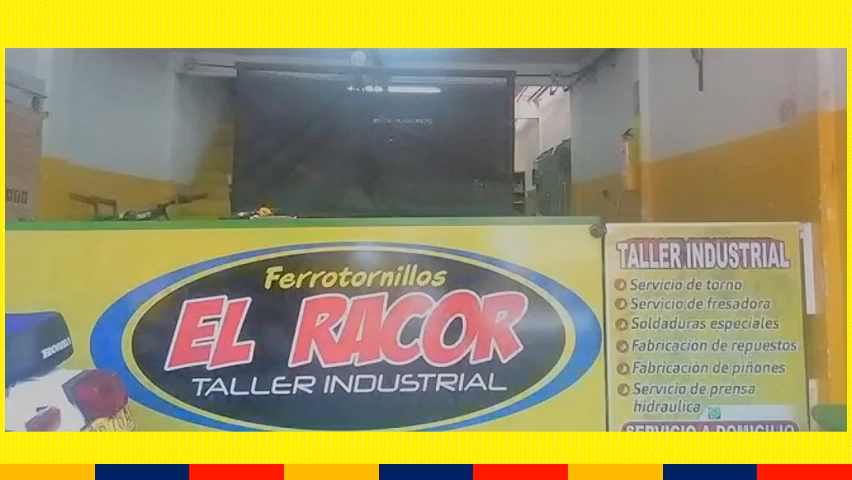 Ferrotornillos
EL RACOR
TALLER INDUSTRIAL
TALLER INDUSTRIAL
Servicio de torno
Servicio de fresadora
Soldaduras especiales
Fabricación de repuestos
Fabricación de piñones
Servicio de prensa
hidraulica
SERVICIO A DOMICILIO